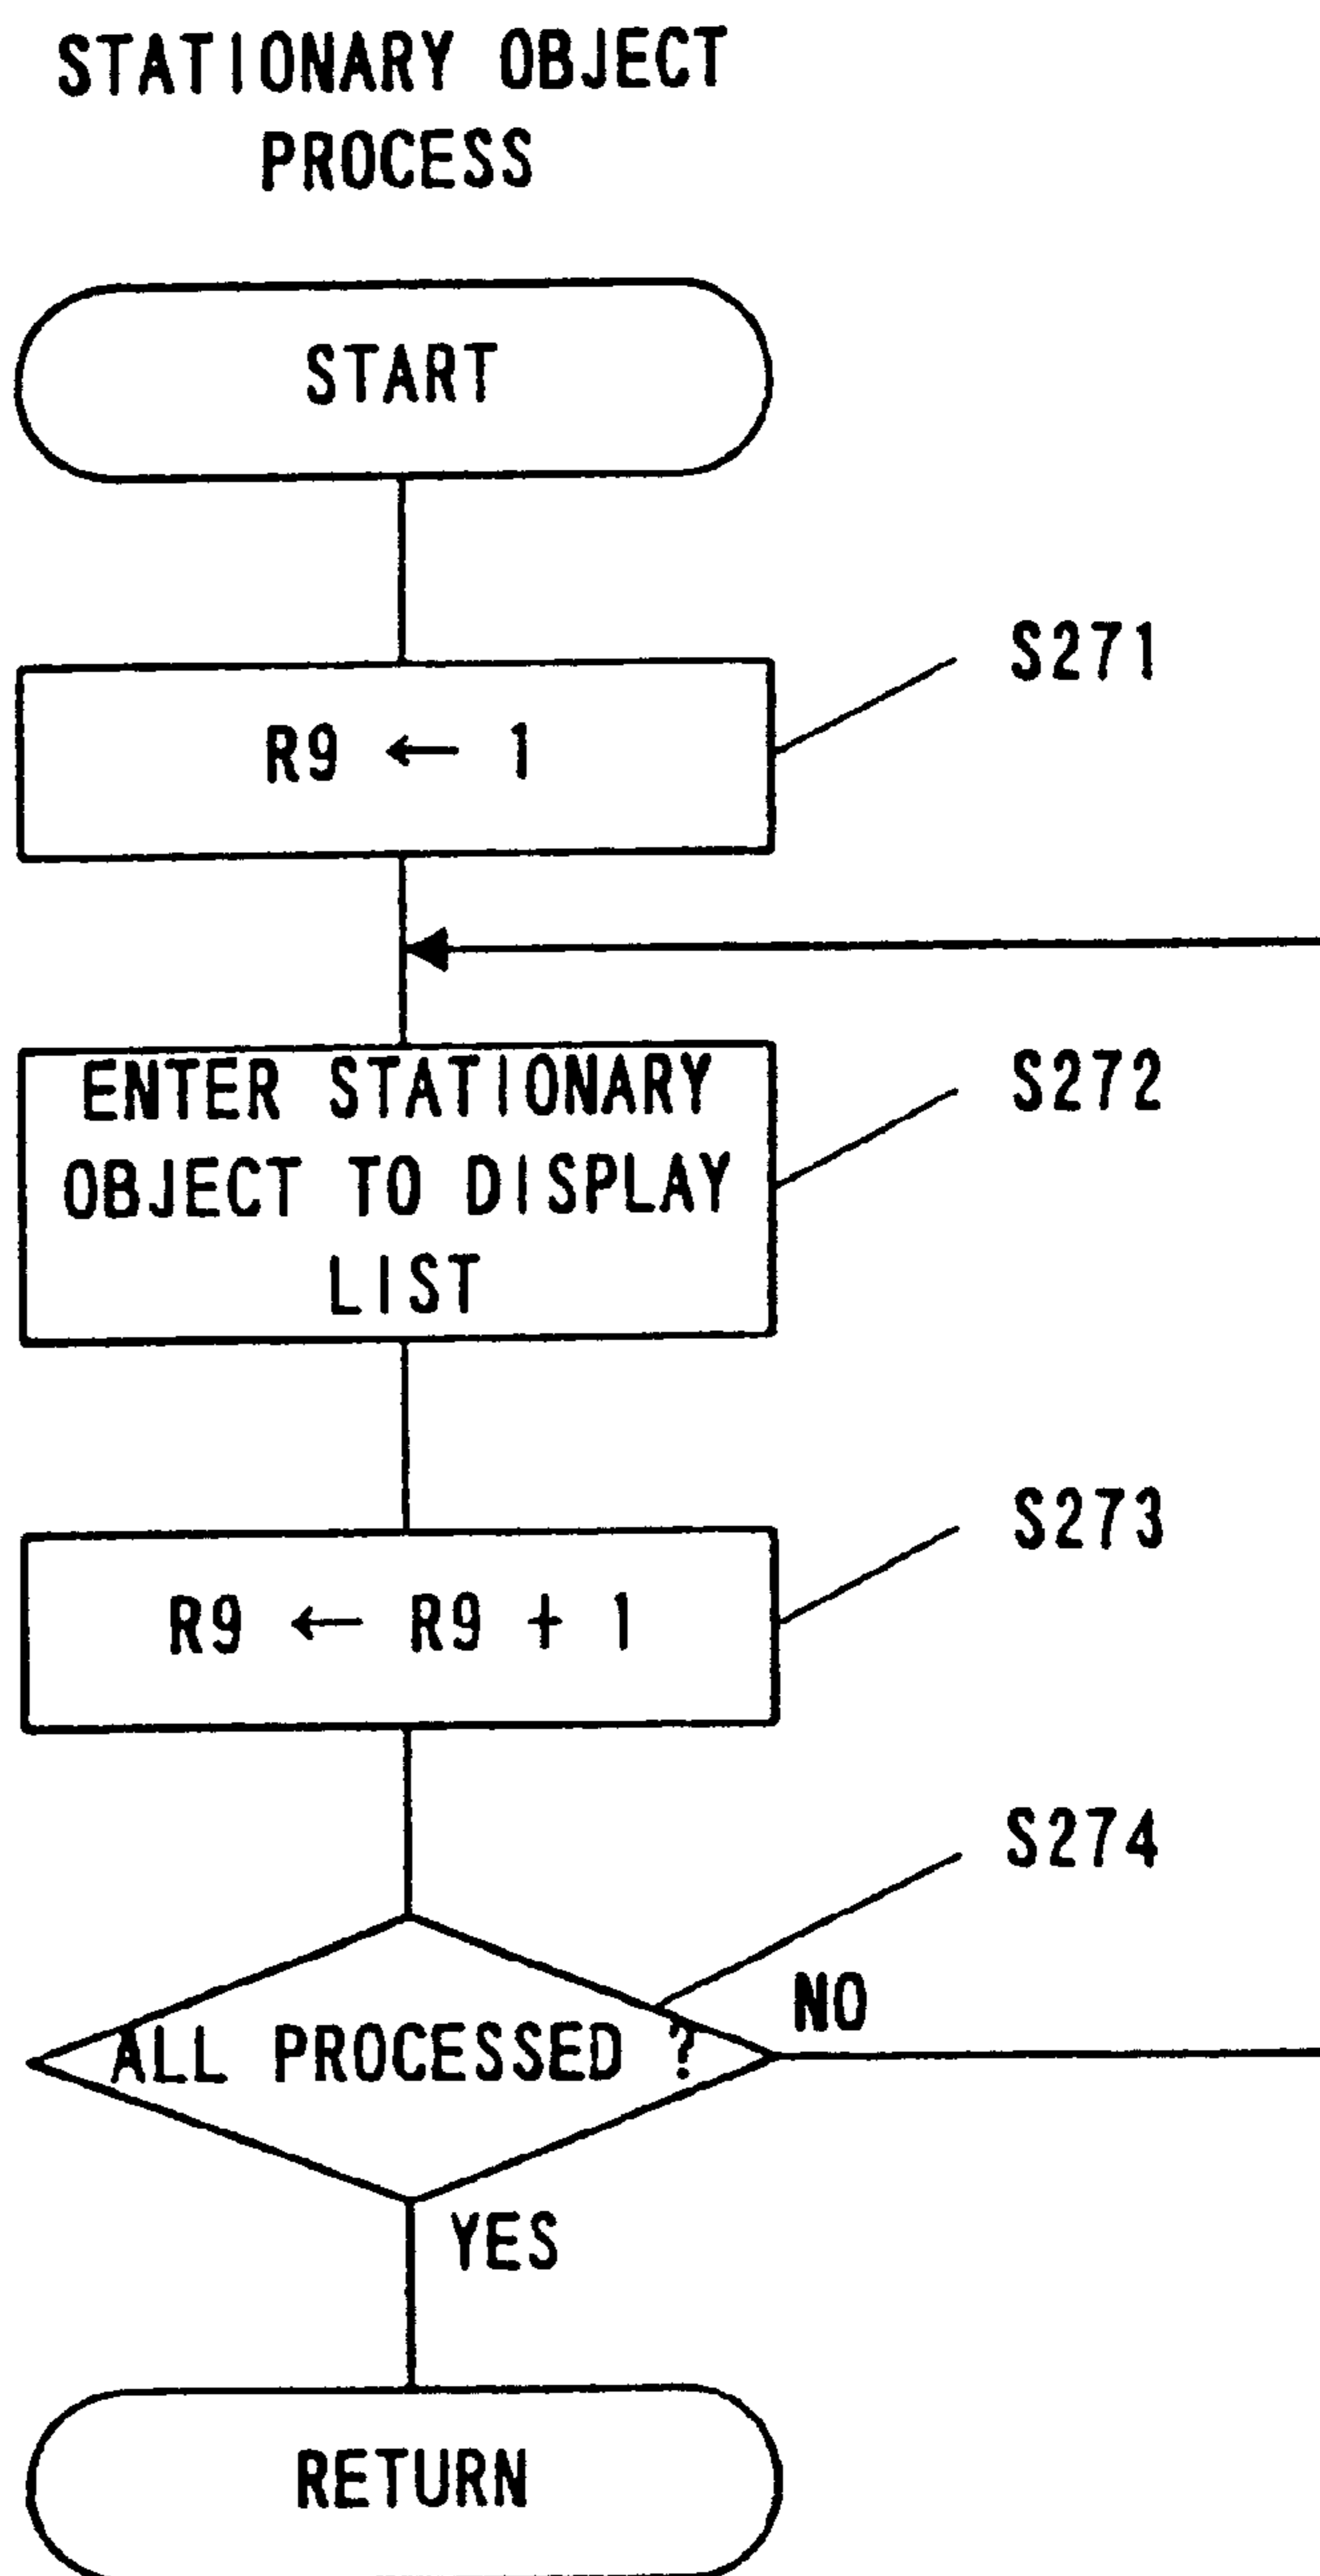 STATIONARY OBJECT
PROCESS
START
S271
R9 ← 1
S272
ENTER STATIONARY
OBJECT TO DISPLAY
LIST
S273
R9 ← R9 + 1
S274
NO
ALL PROCESSED ?
YES
RETURN